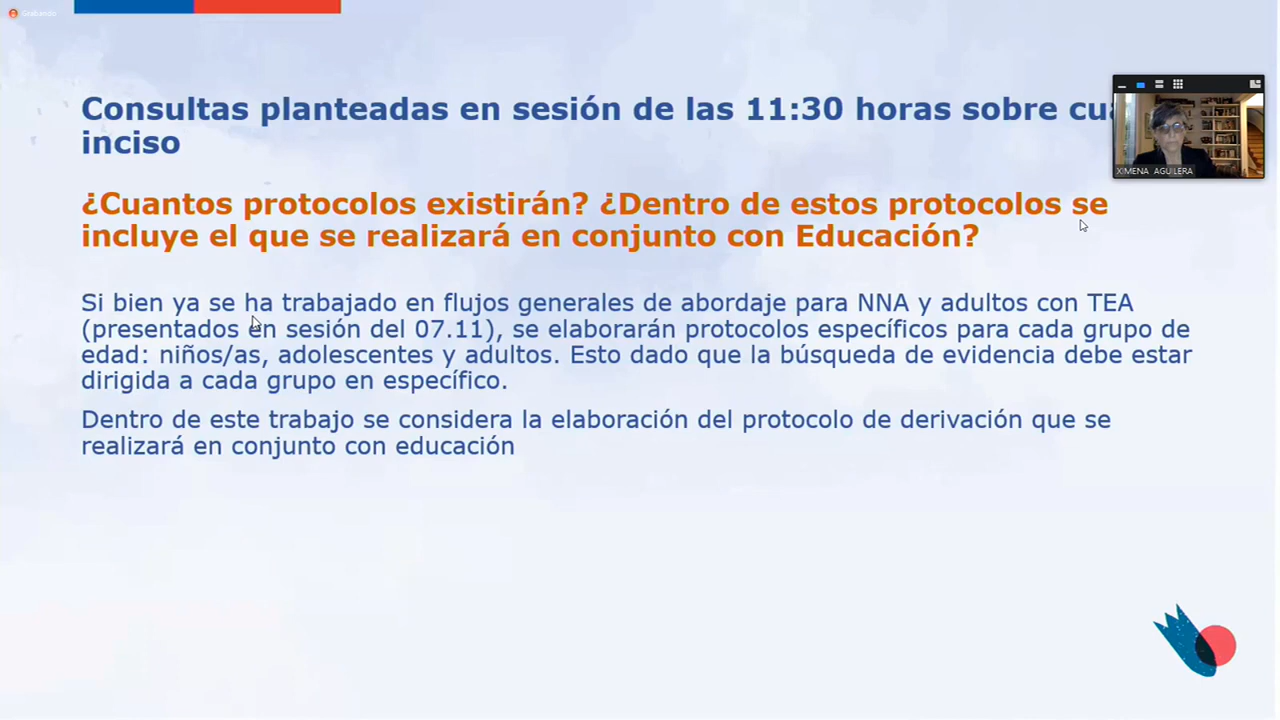 Grabando
Consultas planteadas en sesión de las 11:30 horas sobre
inciso
XIMENA AGUILERA
¿Cuantos protocolos existirán? ¿Dentro de estos protocolos se
incluye el que se realizará en conjunto con Educación?
Si bien ya se ha trabajado en flujos generales de abordaje para NNA y adultos con TEA
(presentados en sesión del 07.11), se elaborarán protocolos específicos para cada grupo de
edad: niños/as, adolescentes y adultos. Esto dado que la búsqueda de evidencia debe estar
dirigida a cada grupo en específico.
Dentro de este trabajo se considera la elaboración del protocolo de derivación que se
realizará en conjunto con educación